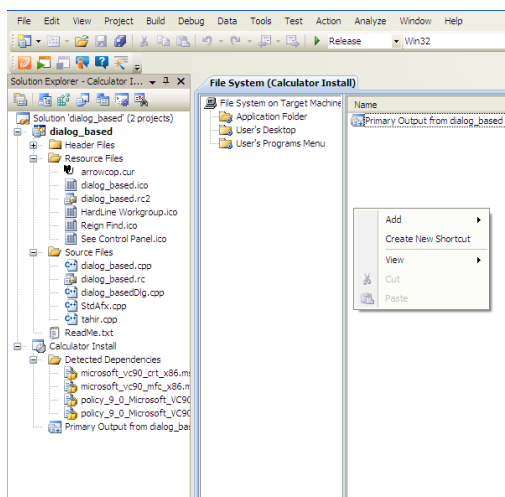 File Edit View Project Build Debug Data Tools Test Action Analyze Window Help
Release Win32
Solution Explorer - Calculator I...
Solution 'dialog_based' (2 projects)
dialog_based
Header Files
Resource Files
arrowcop.cur
dialog_based.ico
dialog_based.rc2
HardLine Workgroup.ico
Reign Find.ico
See Control Panel.ico
Source Files
dialog_based.cpp
dialog_based.rc
dialog_basedDlg.cpp
StdAfx.cpp
tahir.cpp
ReadMe.txt
Calculator Install
Detected Dependencies
microsoft_vc90_crt_x86.ms
microsoft_vc90_mfc_x86.m
policy_9_0_Microsoft_VC90
policy_9_0_Microsoft_VC90
Primary Output from dialog_bas
File System (Calculator Install)
File System on Target Machine
Application Folder
User's Desktop
User's Programs Menu
Name
Primary Output from dialog_based
Add
Create New Shortcut
View
Cut
Paste